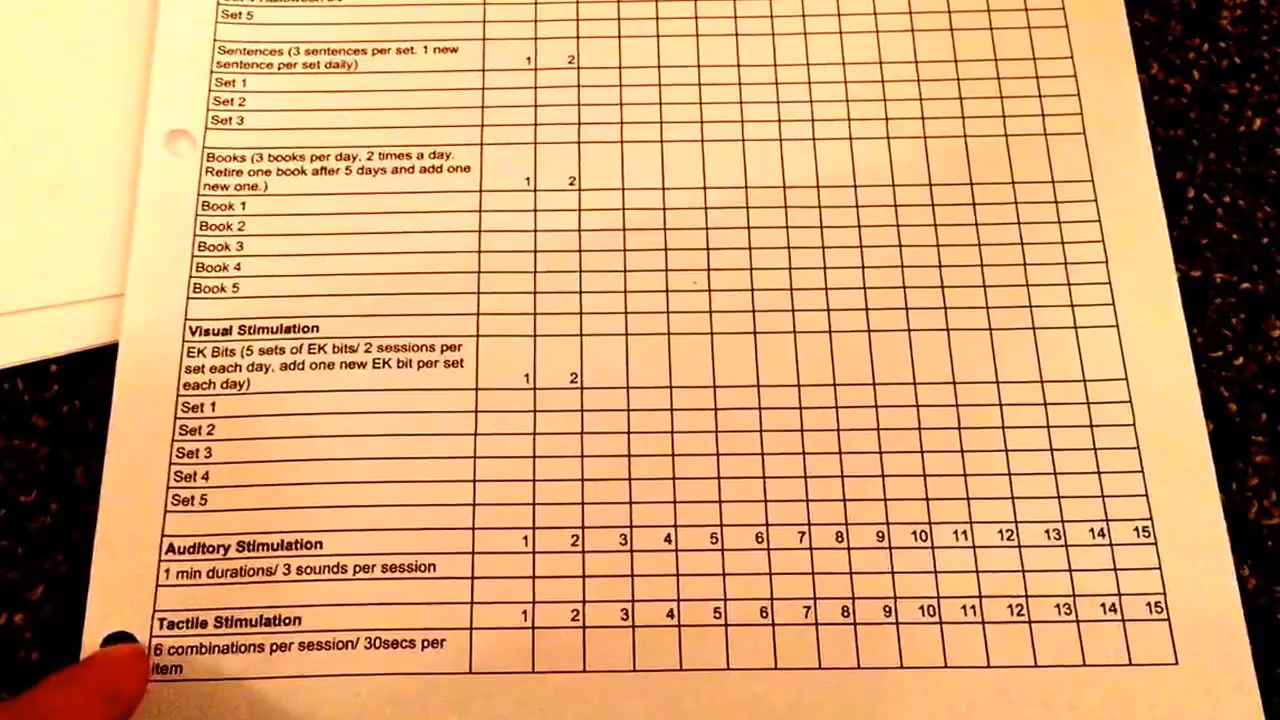 Set 5
Sentences (3 sentences per set. 1 new
sentence per set daily) 1 2
Set 1
Set 2
Set 3
Books (3 books per day, 2 times a day.
Retire one book after 5 days and add one
new one.) 1 2
Book 1
Book 2
Book 3
Book 4
Book 5
Visual Stimulation
EK Bits (5 sets of EK bits/ 2 sessions per
set each day, add one new EK bit per set
each day) 1 2
Set 1
Set 2
Set 3
Set 4
Set 5
Auditory Stimulation 1 2 3 4 5 6 7 8 9 10 11 12 13 14 15
1 min durations/ 3 sounds per session
Tactile Stimulation 1 2 3 4 5 6 7 8 9 10 11 12 13 14 15
6 combinations per session/ 30secs per
item